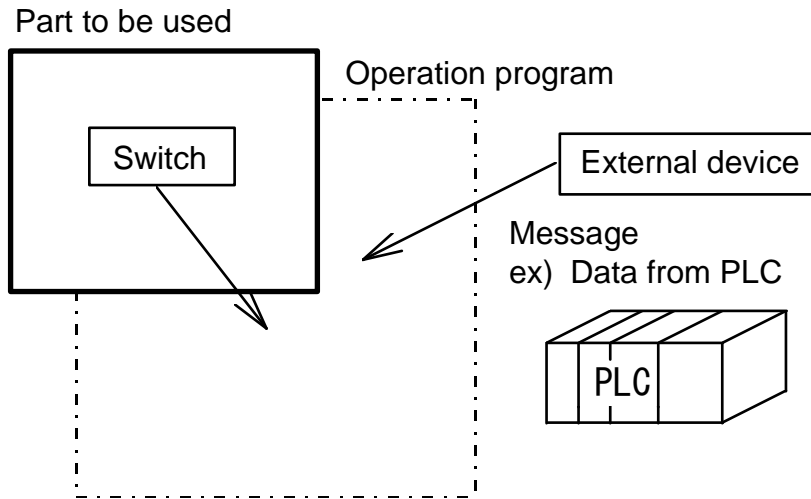 Part to be used
Operation program
Switch
External device
Message
ex) Data from PLC
PLC